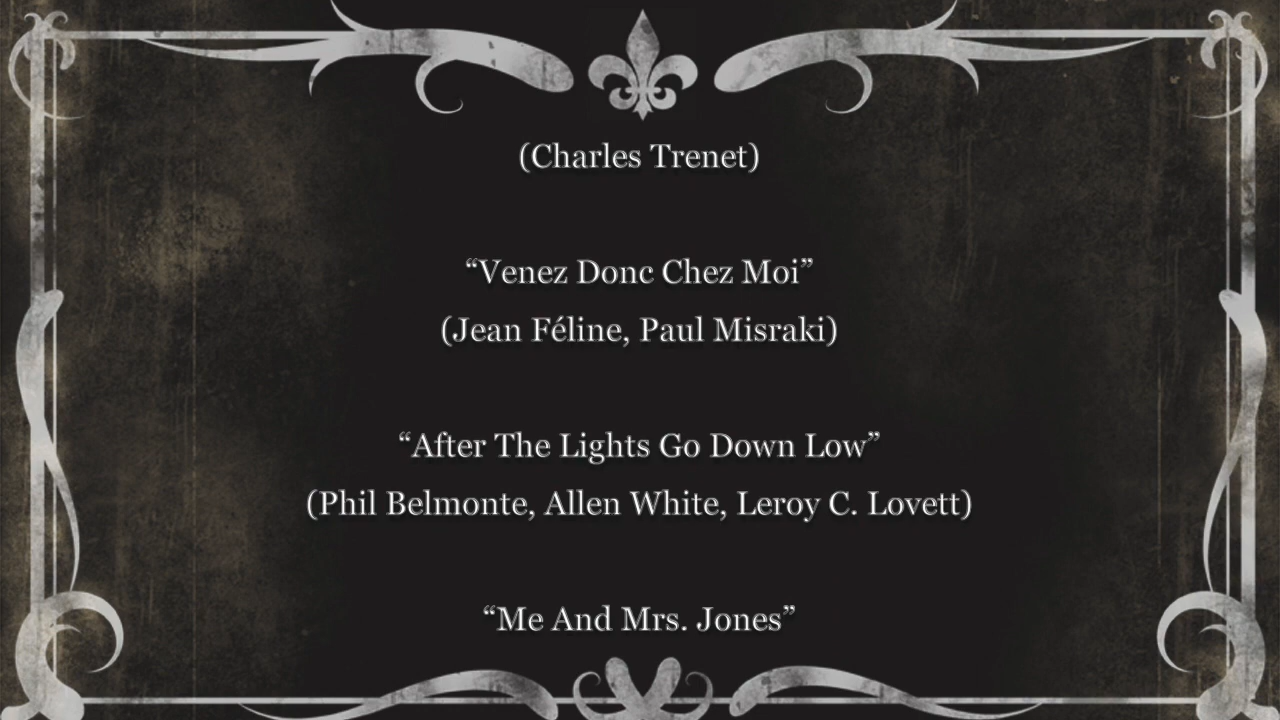 (Charles Trenet)
“Venez Donc Chez Moi”
(Jean Féline, Paul Misraki)
“After The Lights Go Down Low”
(Phil Belmonte, Allen White, Leroy C. Lovett)
“Me And Mrs. Jones”